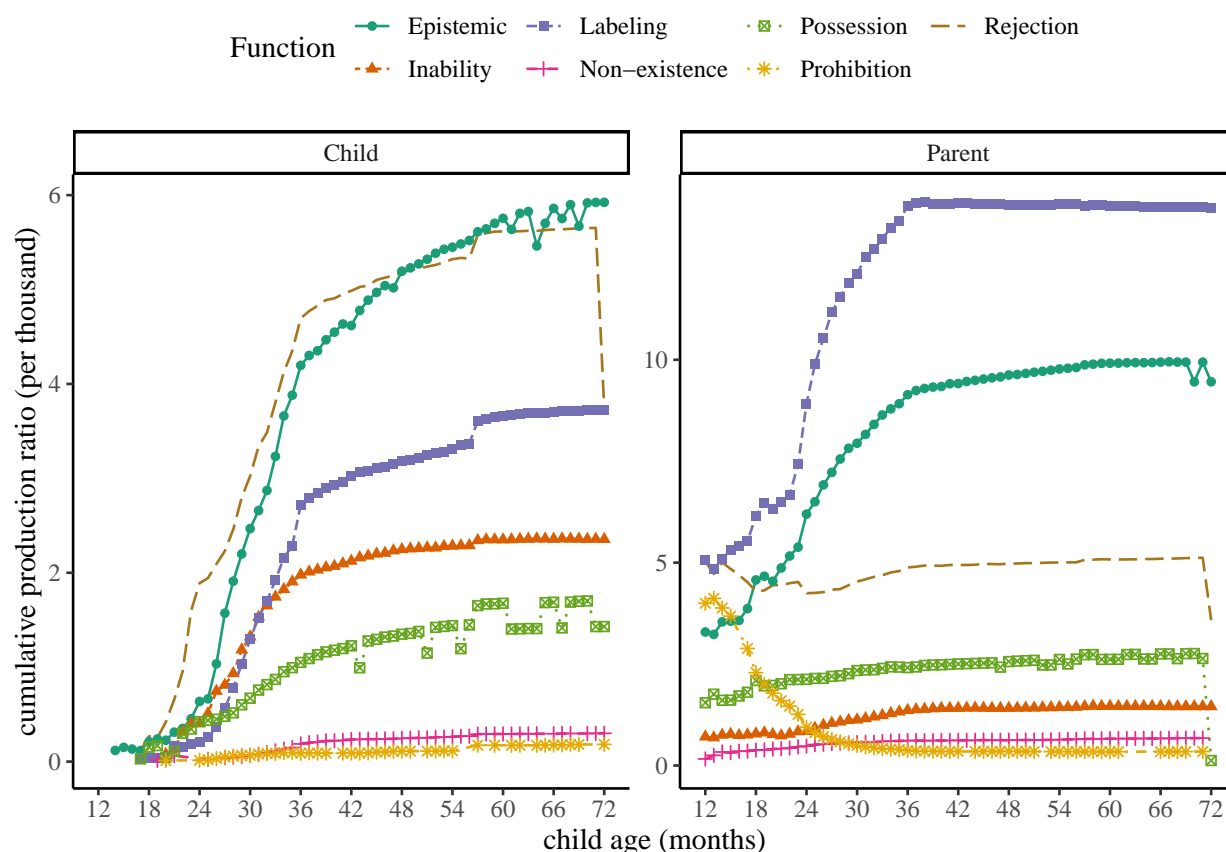 Function
Epistemic Labeling Possession Rejection
Inability Non−existence Prohibition
Child Parent
cumulative production ratio (per thousand)
6
4
2
0
10
5
0
12 18 24 30 36 42 48 54 60 66 72 12 18 24 30 36 42 48 54 60 66 72
child age (months)